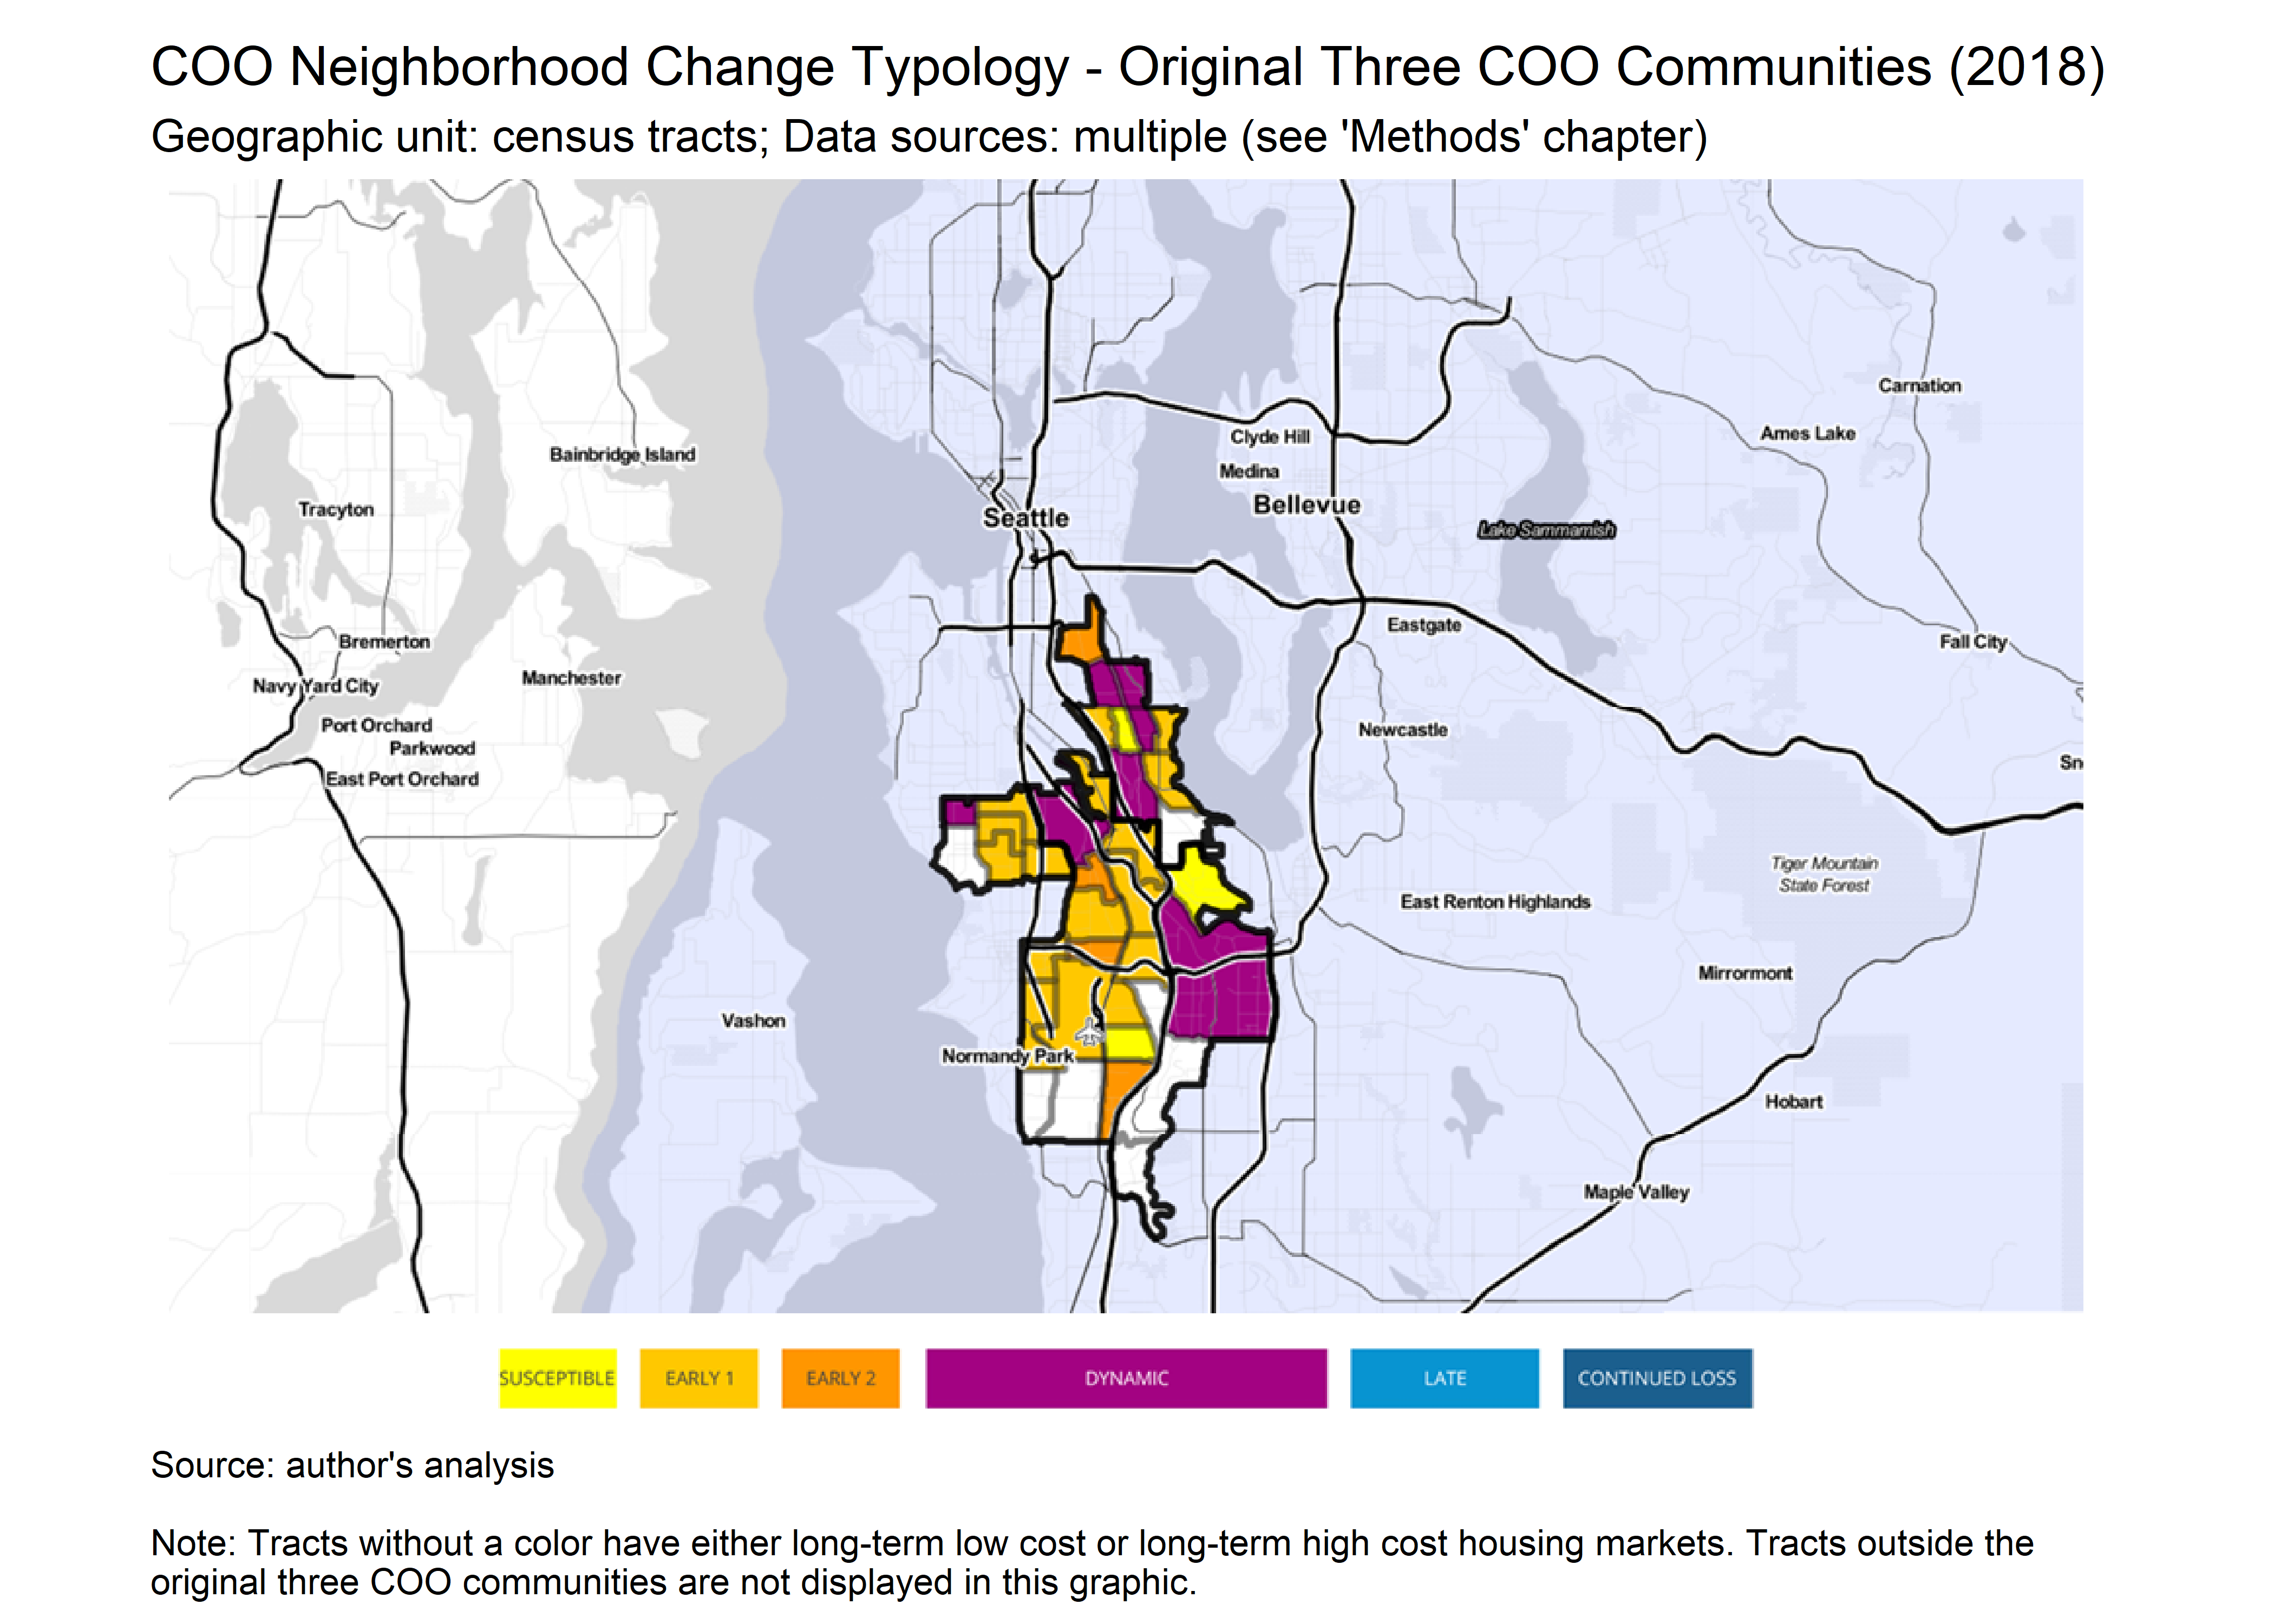 COO Neighborhood Change Typology - Original Three COO Communities (2018)
Geographic unit: census tracts; Data sources: multiple (see 'Methods' chapter)
Carnation
Ames Lake
Clyde Hill
Bainbridge Island
Medina
Bellevue
Tracyton
Seattle
Lake Sammamish
Eastgate
Bremerton
Fall City
Manchester
Navy Yard City
Port Orchard
Newcastle
Parkwood
Sn
East Port Orchard
Tiger Mountain
State Forest
East Renton Highlands
Mirrormont
Vashon
Normandy Park
Hobart
Maple Valley
SUSCEPTIBLE
EARLY 1
EARLY 2
DYNAMIC
LATE
CONTINUED LOSS
Source: author's analysis
Note: Tracts without a color have either long-term low cost or long-term high cost housing markets. Tracts outside the
original three COO communities are not displayed in this graphic.